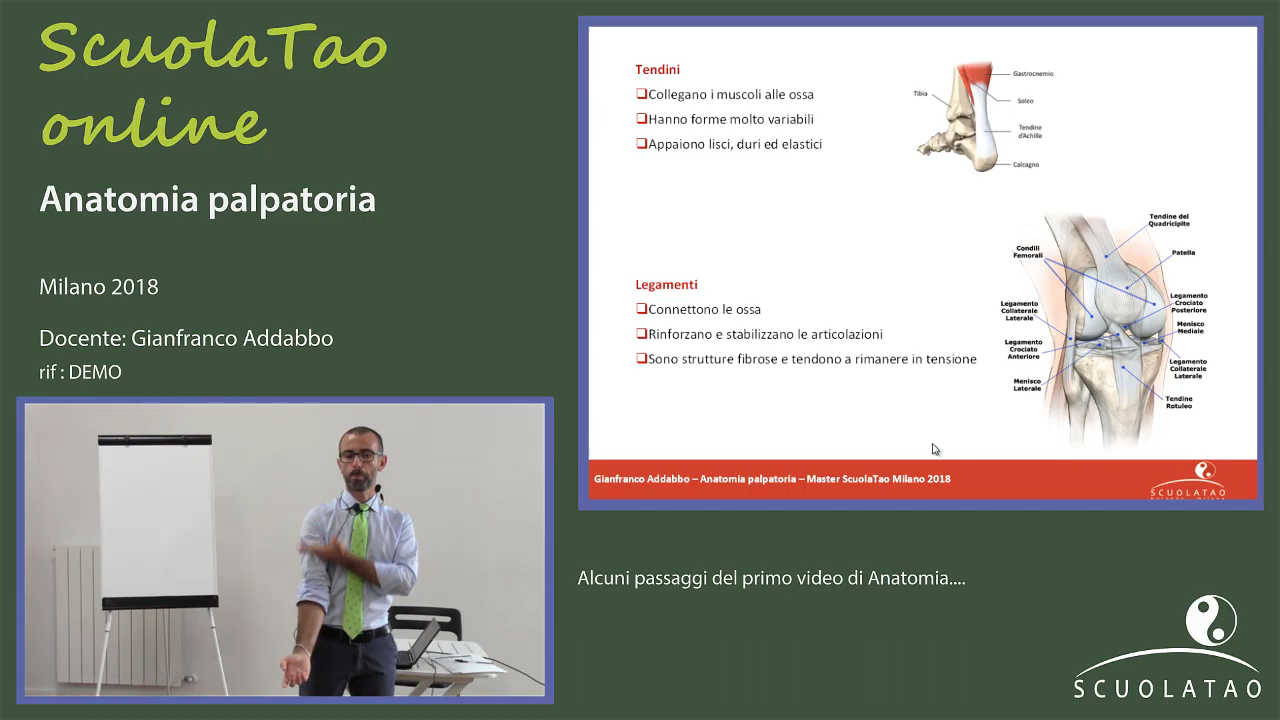 ScuolaTao
online
Anatomia palpatoria
Milano 2018
Docente: Gianfranco Addabbo
rif : DEMO
Tendini
Collegano i muscoli alle ossa
Hanno forme molto variabili
Appaiono lisci, duri ed elastici
Gastrocnemio
Tibia
Soleo
Tendine
d'Achille
Calcagno
Legamenti
Connettono le ossa
Rinforzano e stabilizzano le articolazioni
Sono strutture fibrose e tendono a rimanere in tensione
Tendine del
Quadricipite
Condili
Femorali
Patella
Legamento
Collaterale
Laterale
Legamento
Crociato
Posteriore
Menisco
Mediale
Legamento
Crociato
Anteriore
Legamento
Collaterale
Laterale
Menisco
Laterale
Tendine
Rotuleo
Gianfranco Addabbo – Anatomia palpatoria – Master ScuolaTao Milano 2018
SCUOLATAO
Alcuni passaggi del primo video di Anatomia....
SCUOLATAO